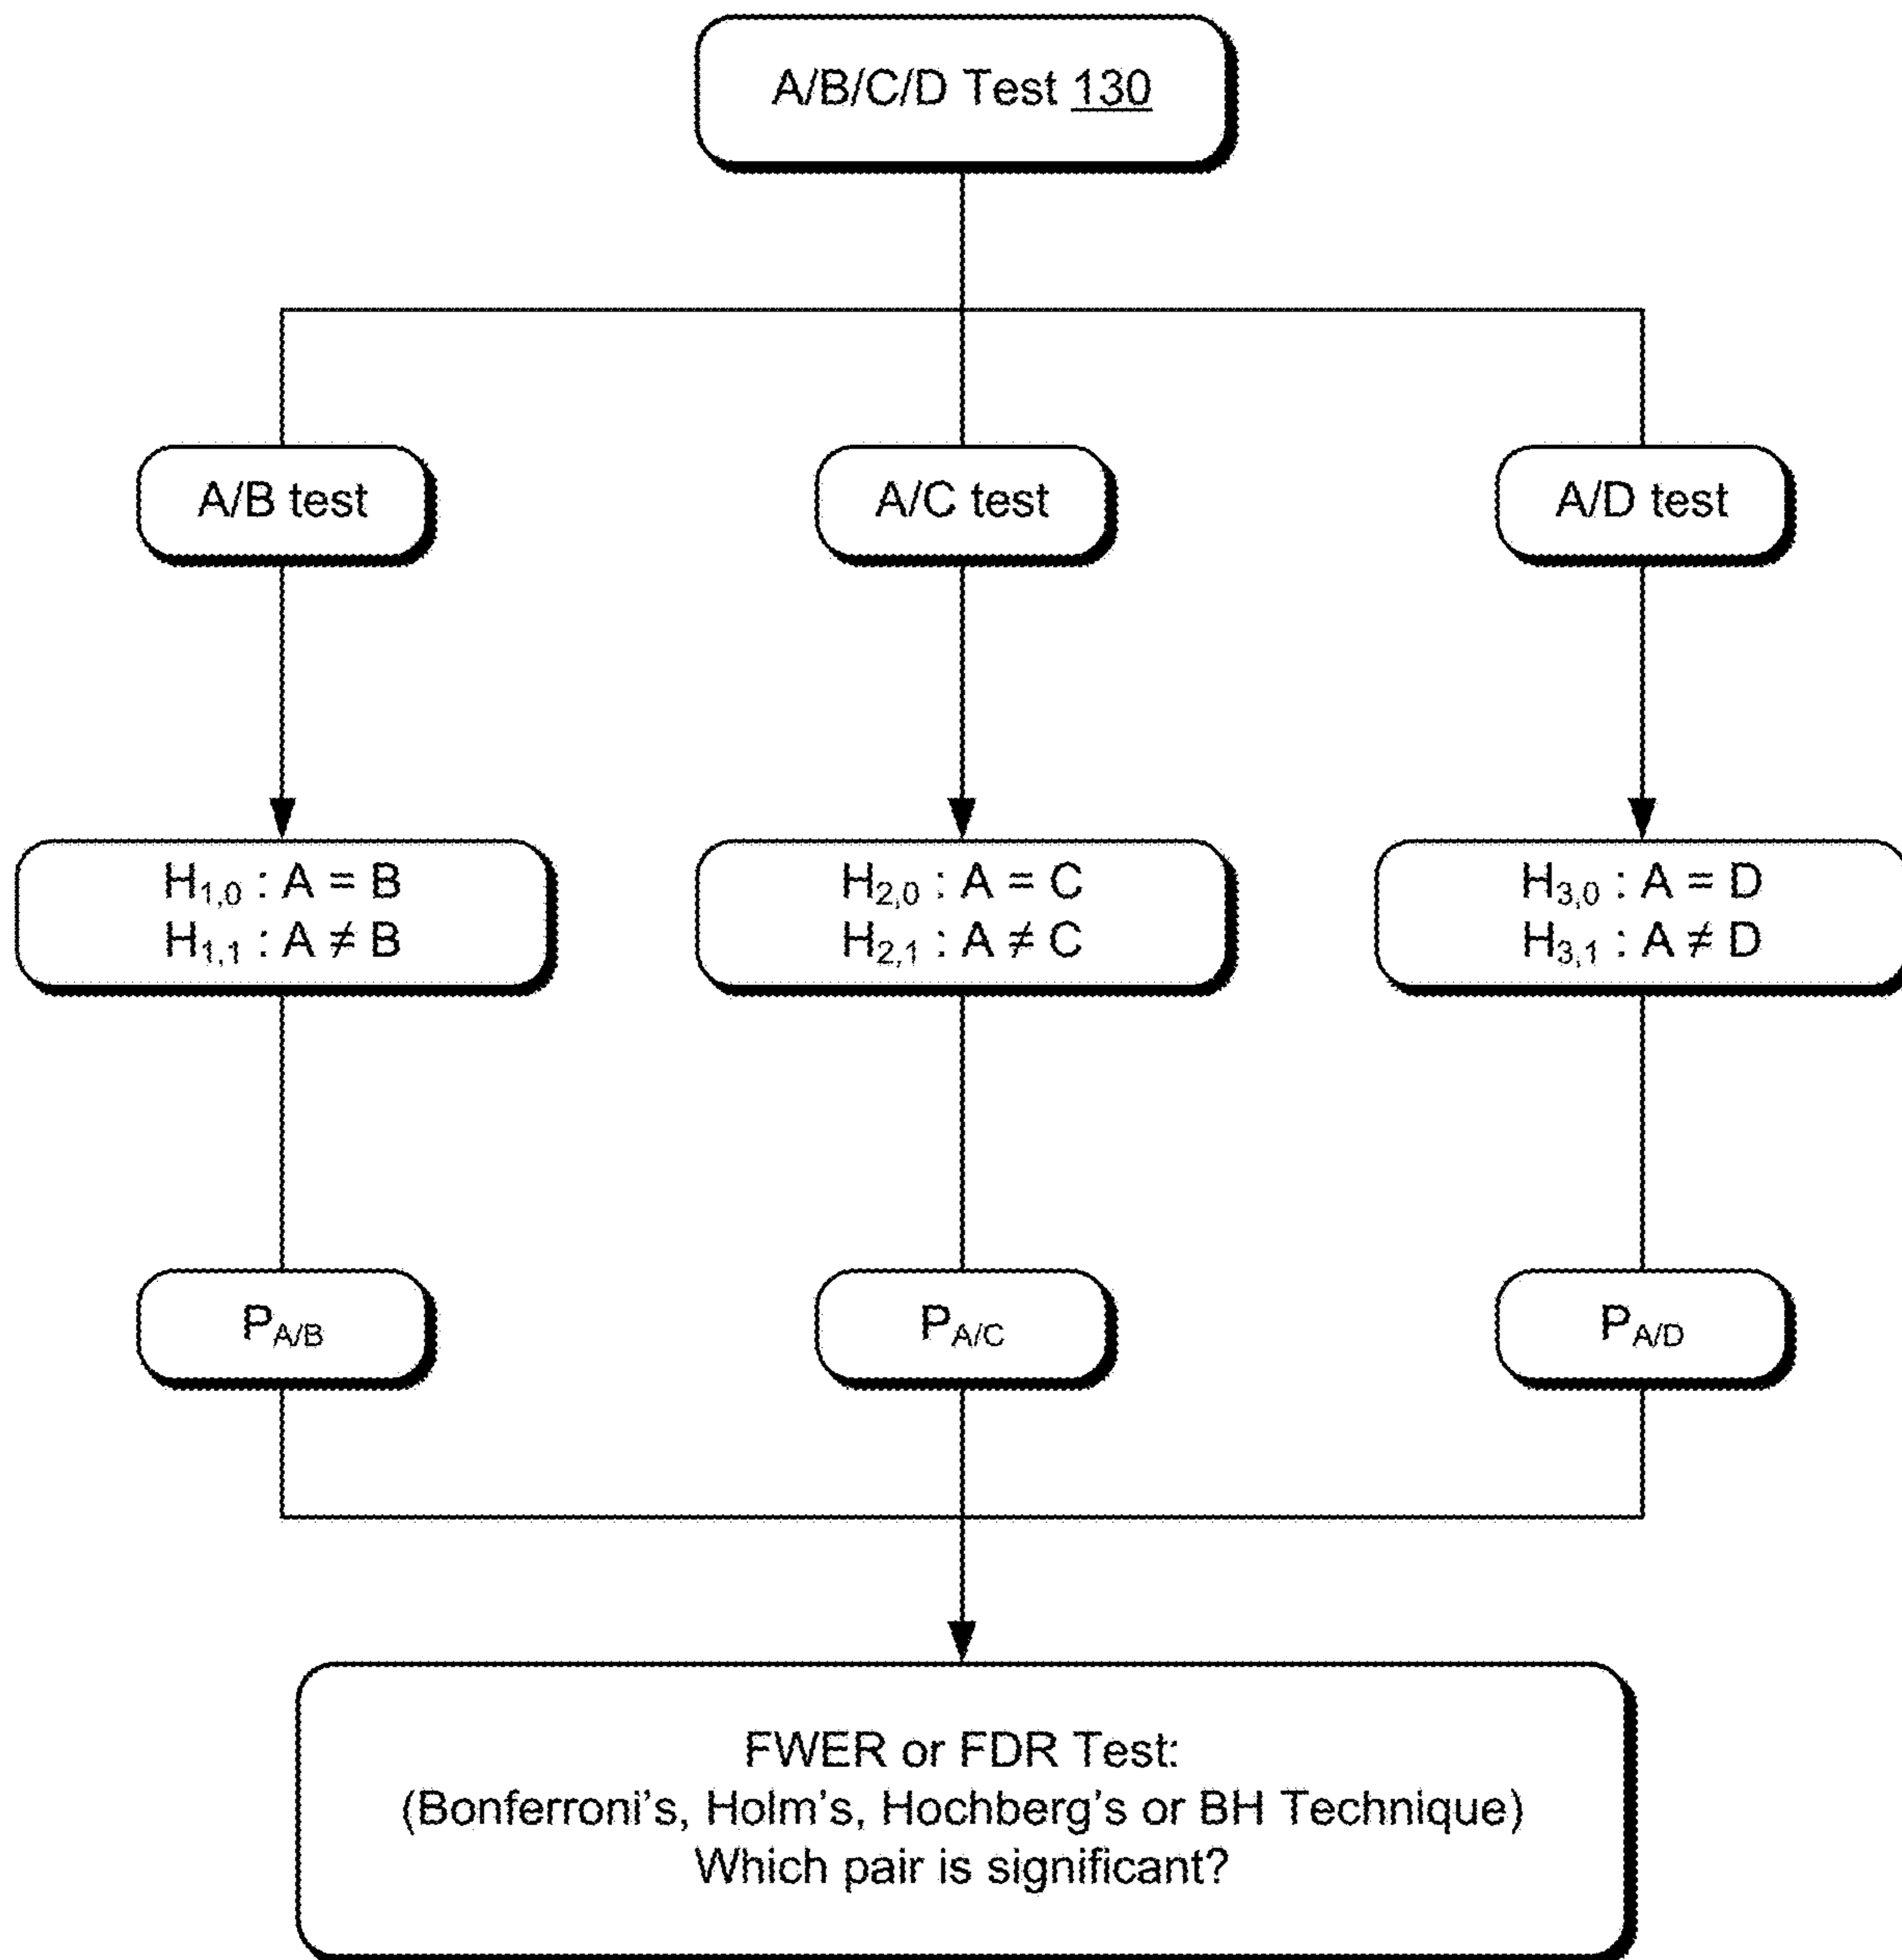 A/B/C/D Test 130
A/B test
A/C test
A/D test
H1,0 : A = B
H1,1 : A ≠ B
H2,0 : A = C
H2,1 : A ≠ C
H3,0 : A = D
H3,1 : A ≠ D
PA/B
PA/C
PA/D
FWER or FDR Test:
(Bonferroni's, Holm's, Hochberg's or BH Technique)
Which pair is significant?